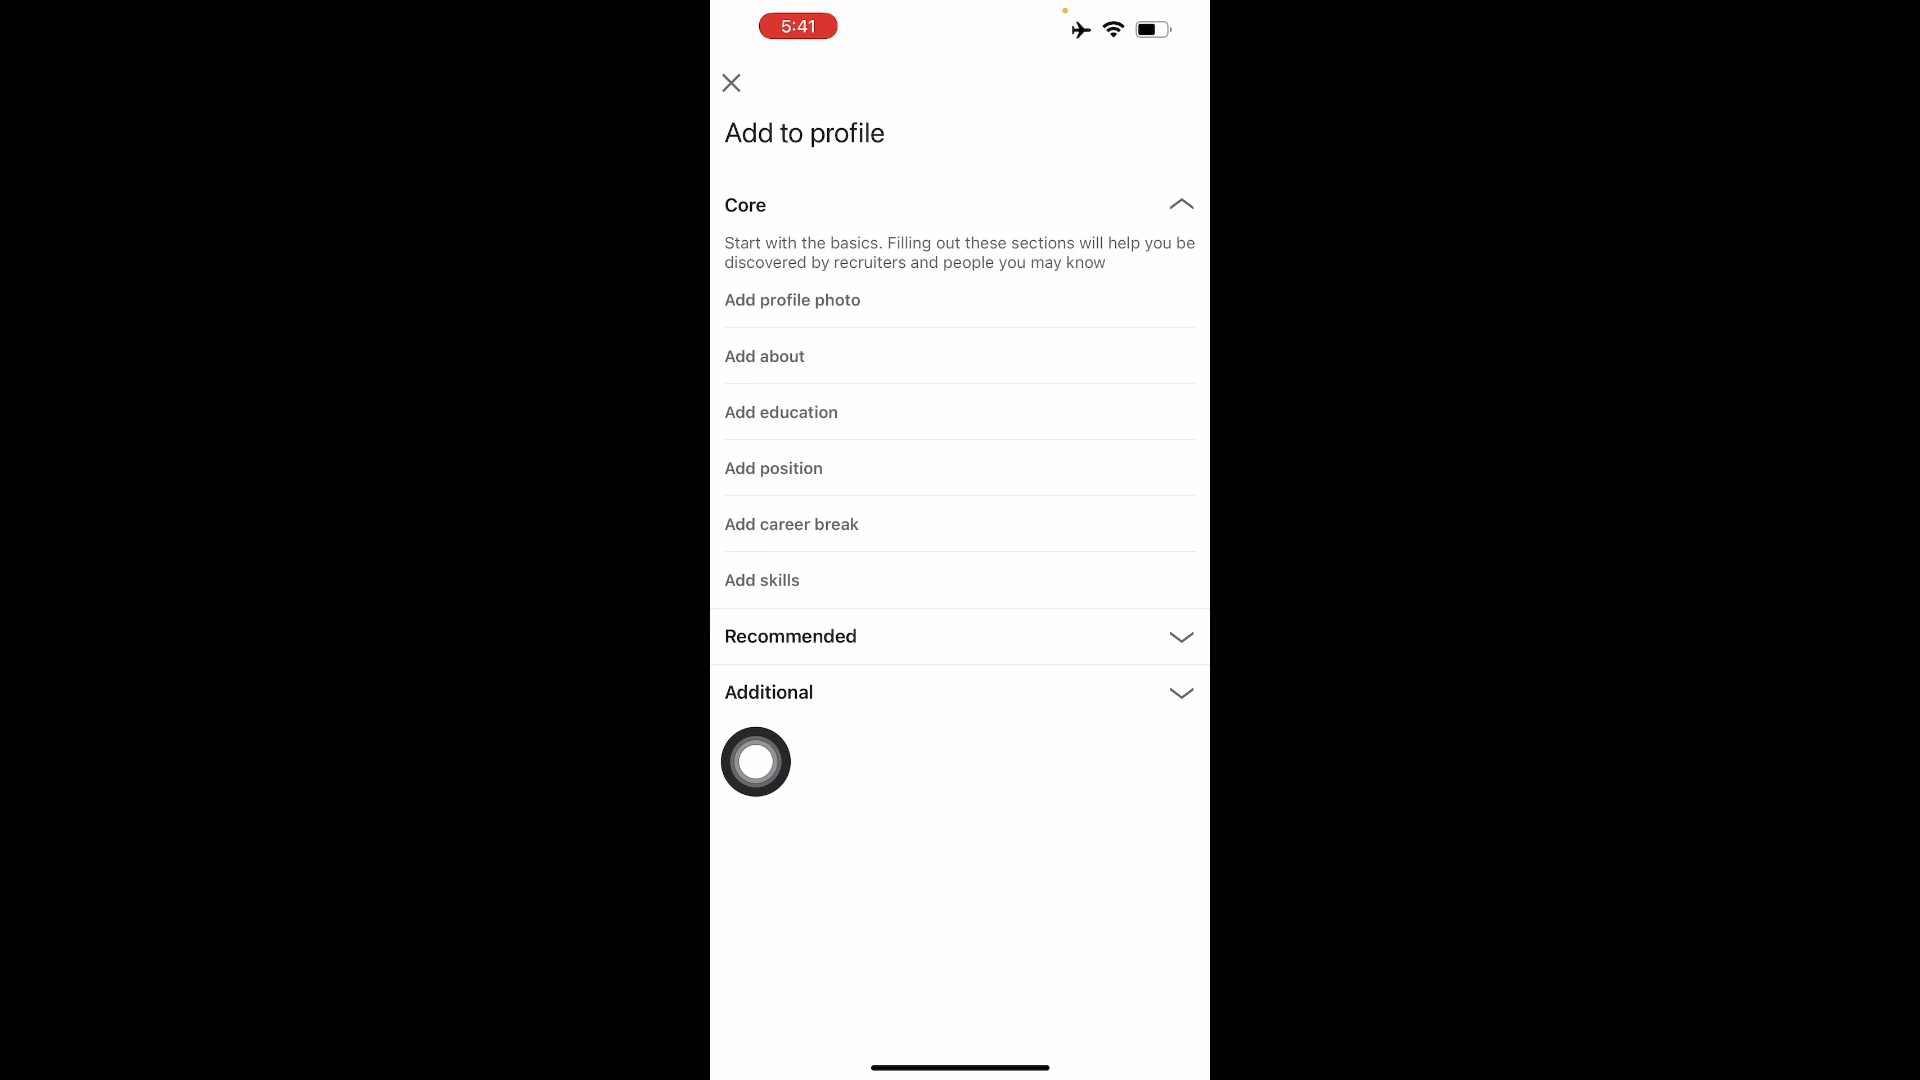 5:41
Add to profile
Core
Start with the basics. Filling out these sections will help you be
discovered by recruiters and people you may know
Add profile photo
Add about
Add education
Add position
Add career break
Add skills
Recommended
Additional